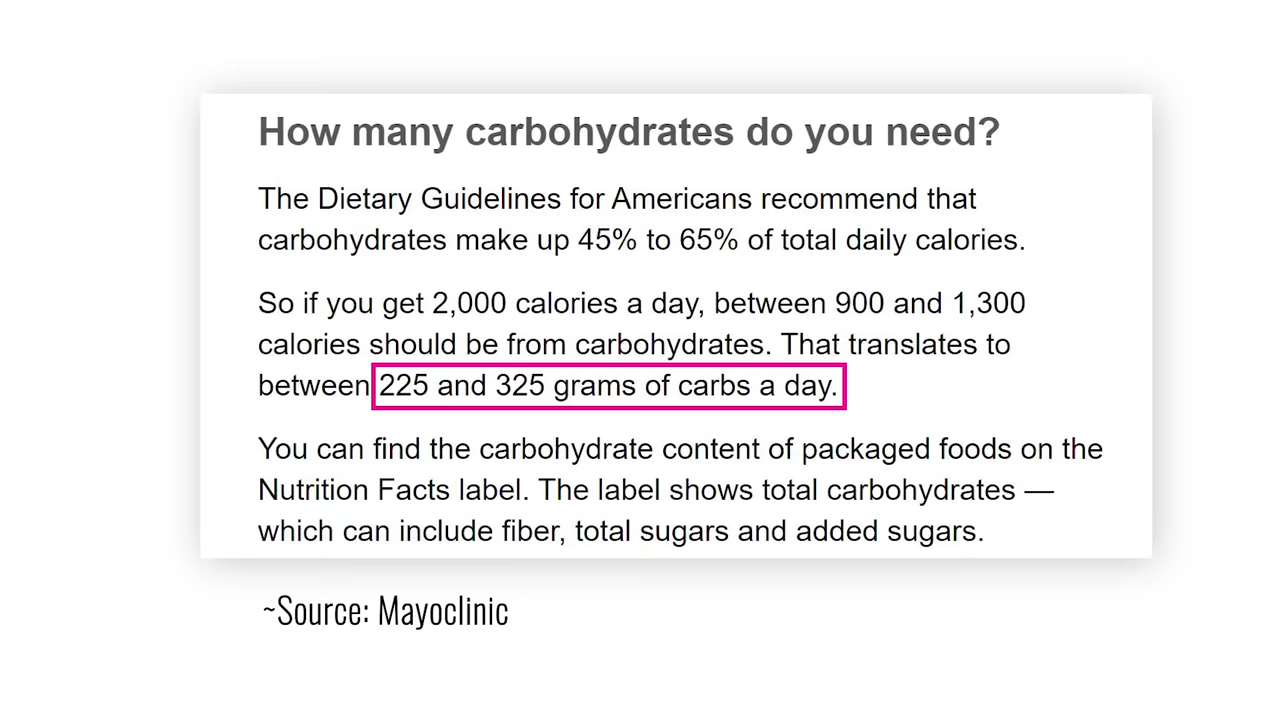 How many carbohydrates do you need?
The Dietary Guidelines for Americans recommend that
carbohydrates make up 45% to 65% of total daily calories.
So if you get 2,000 calories a day, between 900 and 1,300
calories should be from carbohydrates. That translates to
between 225 and 325 grams of carbs a day.
You can find the carbohydrate content of packaged foods on the
Nutrition Facts label. The label shows total carbohydrates —
which can include fiber, total sugars and added sugars.
~Source: Mayoclinic